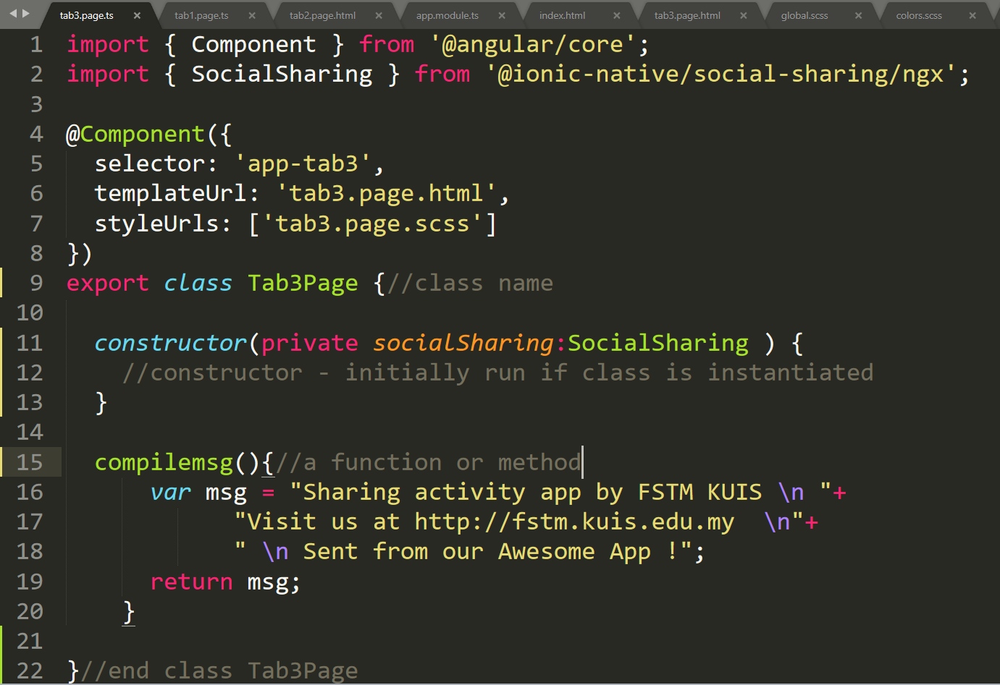 tab3.page.ts × tab1.page.ts × tab2.page.html × app.module.ts × index.html × tab3.page.html × global.scss × colors.scss ×
1 import { Component } from '@angular/core';
2 import { SocialSharing } from '@ionic-native/social-sharing/ngx';
3
4 @Component({
5   selector: 'app-tab3',
6   templateUrl: 'tab3.page.html',
7   styleUrls: ['tab3.page.scss']
8 })
9 export class Tab3Page {//class name
10
11   constructor(private socialSharing:SocialSharing ) {
12     //constructor - initially run if class is instantiated
13   }
14
15   compilemsg(){//a function or method
16       var msg = "Sharing activity app by FSTM KUIS \n "+
17             "Visit us at http://fstm.kuis.edu.my  \n"+
18             " \n Sent from our Awesome App !";
19       return msg;
20     }
21
22 }//end class Tab3Page